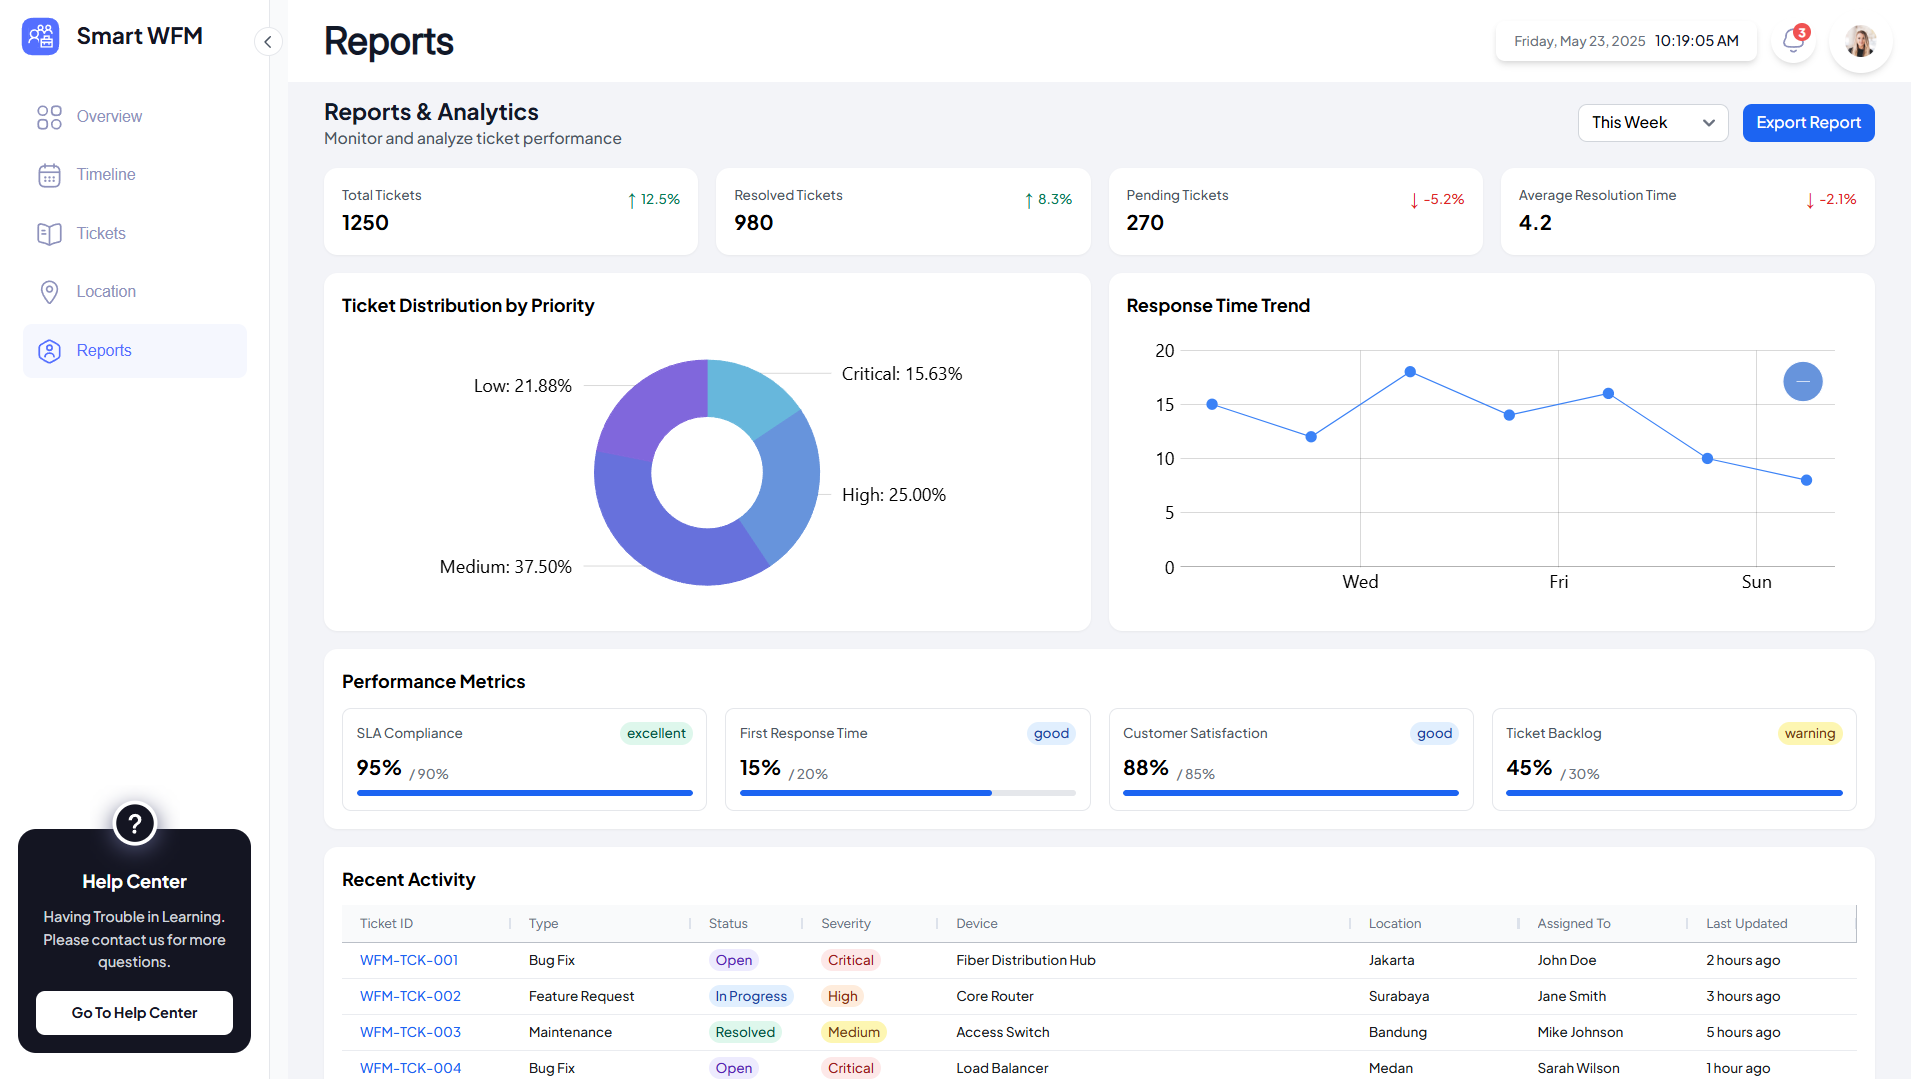 Smart WFM
Overview
Timeline
Tickets
Location
Reports
?
Help Center
Having Trouble in Learning.
Please contact us for more
questions.
Go To Help Center
Reports
Friday, May 23, 2025 10:19:05 AM
3
Reports & Analytics
Monitor and analyze ticket performance
This Week
Export Report
Total Tickets
↑ 12.5%
1250
Resolved Tickets
↑ 8.3%
980
Pending Tickets
↓ -5.2%
270
Average Resolution Time
↓ -2.1%
4.2
Ticket Distribution by Priority
Low: 21.88%
Critical: 15.63%
High: 25.00%
Medium: 37.50%
Response Time Trend
20
15
10
5
0
Wed Fri Sun
Performance Metrics
SLA Compliance excellent
95% / 90%
First Response Time good
15% / 20%
Customer Satisfaction good
88% / 85%
Ticket Backlog warning
45% / 30%
Recent Activity
Ticket ID Type Status Severity Device Location Assigned To Last Updated
WFM-TCK-001 Bug Fix Open Critical Fiber Distribution Hub Jakarta John Doe 2 hours ago
WFM-TCK-002 Feature Request In Progress High Core Router Surabaya Jane Smith 3 hours ago
WFM-TCK-003 Maintenance Resolved Medium Access Switch Bandung Mike Johnson 5 hours ago
WFM-TCK-004 Bug Fix Open Critical Load Balancer Medan Sarah Wilson 1 hour ago